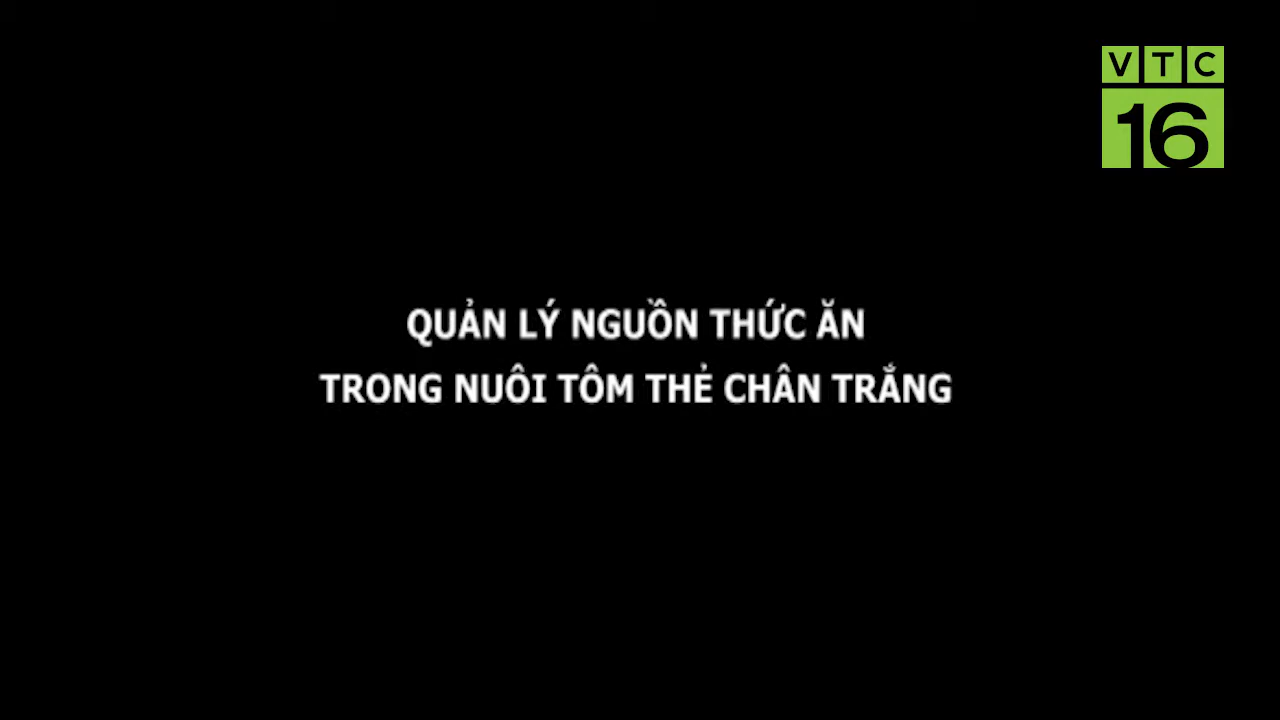 VTC
16
QUẢN LÝ NGUỒN THỨC ĂN
TRONG NUÔI TÔM THẺ CHÂN TRẮNG